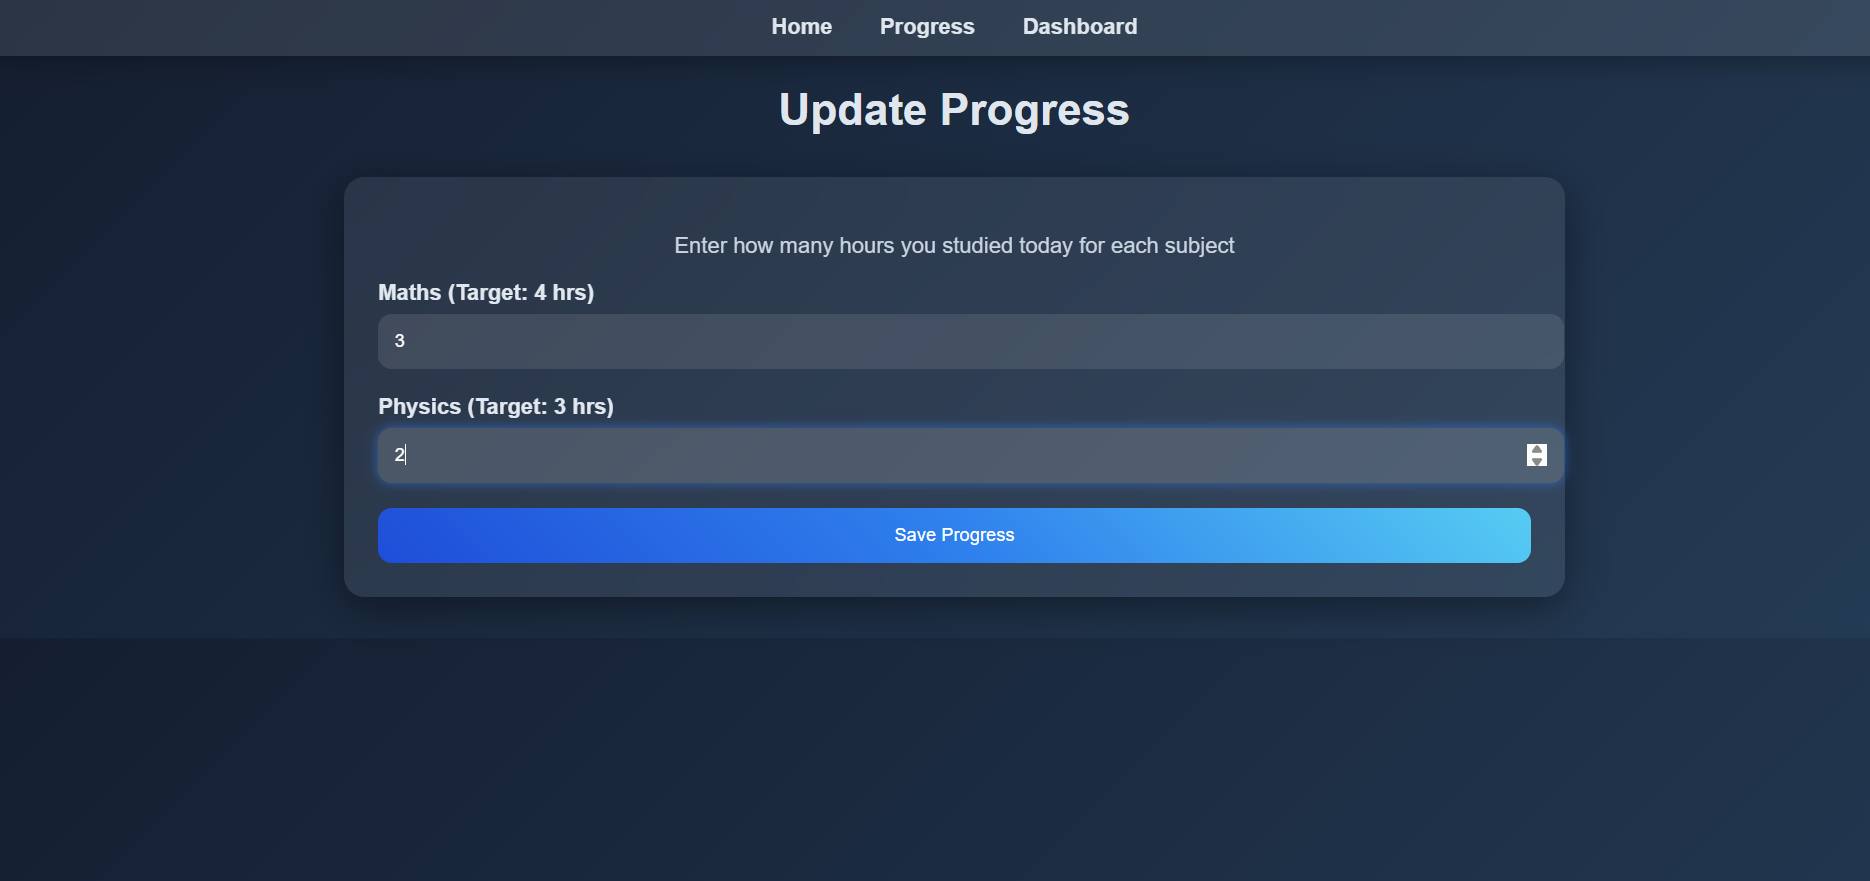 Home Progress Dashboard
Update Progress
Enter how many hours you studied today for each subject
Maths (Target: 4 hrs)
3
Physics (Target: 3 hrs)
2
Save Progress